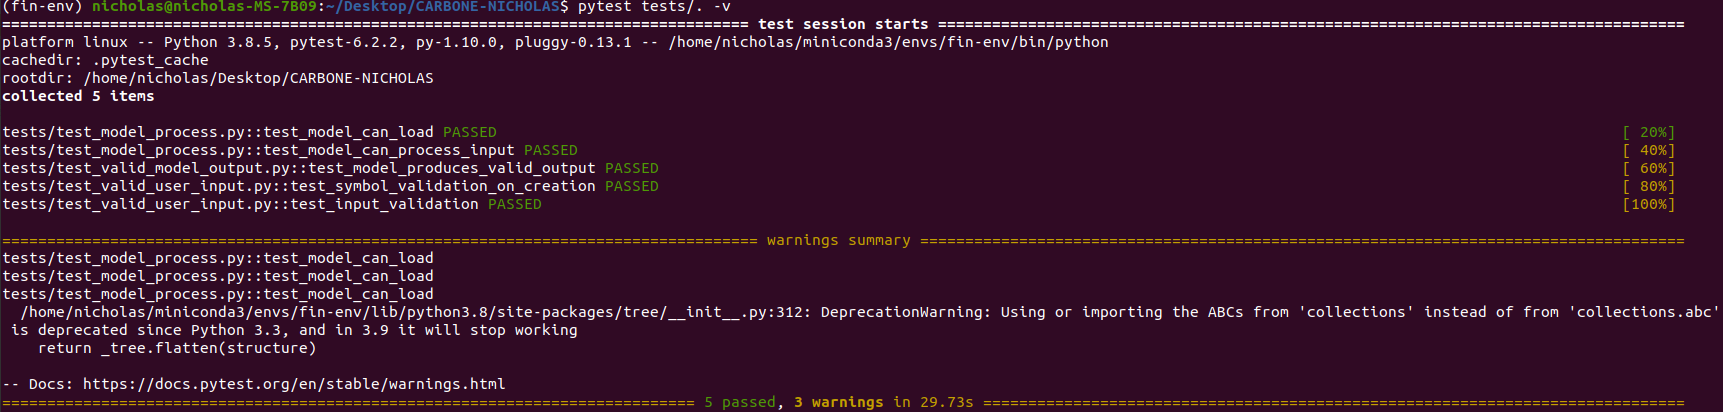 (fin-env) nicholas@nicholas-MS-7B09:~/Desktop/CARBONE-NICHOLAS$ pytest tests/. -v
=================================================================================== test session starts ===================================================================================
platform linux -- Python 3.8.5, pytest-6.2.2, py-1.10.0, pluggy-0.13.1 -- /home/nicholas/miniconda3/envs/fin-env/bin/python
cachedir: .pytest_cache
rootdir: /home/nicholas/Desktop/CARBONE-NICHOLAS
collected 5 items
tests/test_model_process.py::test_model_can_load PASSED [ 20%]
tests/test_model_process.py::test_model_can_process_input PASSED [ 40%]
tests/test_valid_model_output.py::test_model_produces_valid_output PASSED [ 60%]
tests/test_valid_user_input.py::test_symbol_validation_on_creation PASSED [ 80%]
tests/test_valid_user_input.py::test_input_validation PASSED [100%]
==================================================================================== warnings summary =====================================================================================
tests/test_model_process.py::test_model_can_load
tests/test_model_process.py::test_model_can_load
tests/test_model_process.py::test_model_can_load
  /home/nicholas/miniconda3/envs/fin-env/lib/python3.8/site-packages/tree/__init__.py:312: DeprecationWarning: Using or importing the ABCs from 'collections' instead of from 'collections.abc'
 is deprecated since Python 3.3, and in 3.9 it will stop working
    return _tree.flatten(structure)
-- Docs: https://docs.pytest.org/en/stable/warnings.html
============================================================================= 5 passed, 3 warnings in 29.73s ==============================================================================